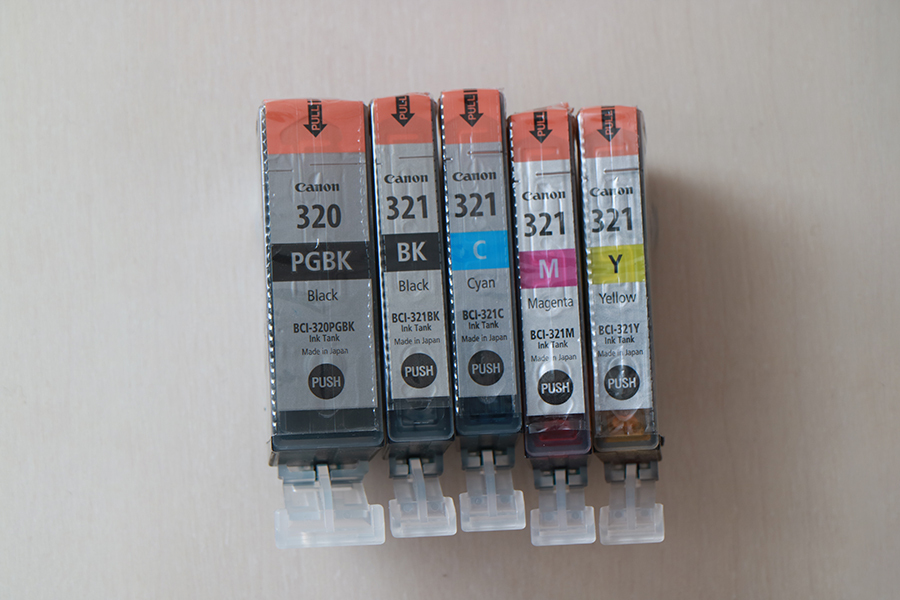 PULL
Canon
320
PGBK
Black
BCI-320PGBK
Ink Tank
Made in Japan
PUSH
PULL
Canon
321
BK
Black
BCI-321BK
Ink Tank
Made in Japan
PUSH
PULL
Canon
321
C
Cyan
BCI-321C
Ink Tank
Made in Japan
PUSH
PULL
Canon
321
M
Magenta
BCI-321M
Ink Tank
Made in Japan
PUSH
PULL
Canon
321
Y
Yellow
BCI-321Y
Ink Tank
Made in Japan
PUSH